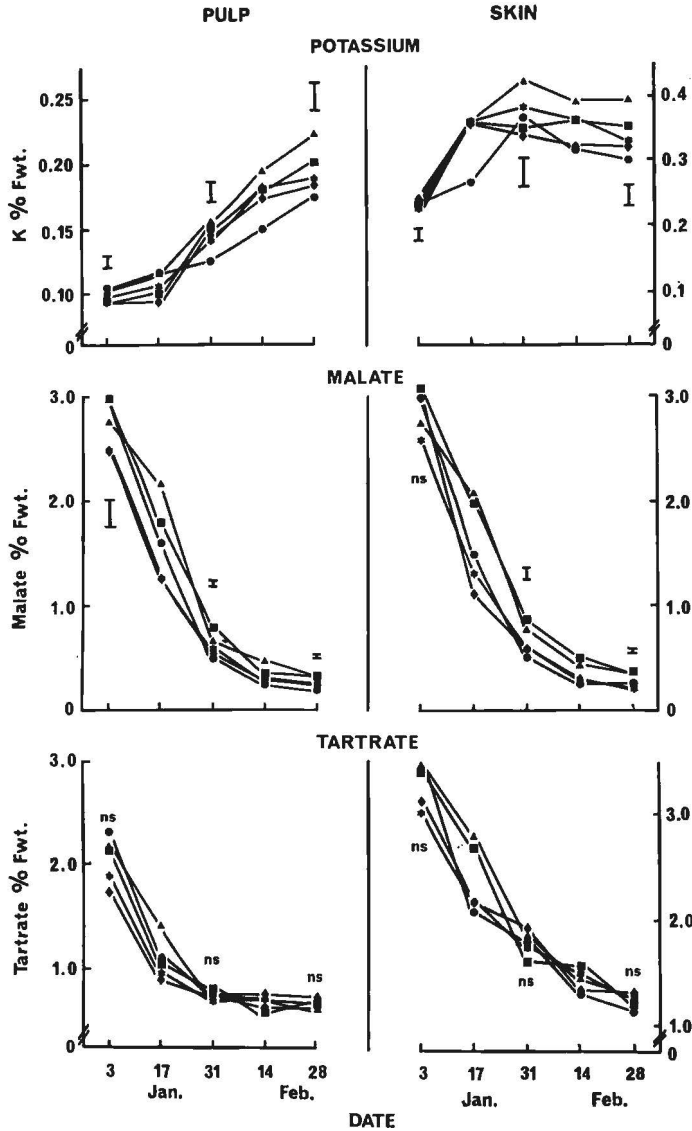 PULP
SKIN
POTASSIUM
K % Fwt.
0.25
0.20
0.15
0.10
0
0.4
0.3
0.2
0.1
0
MALATE
Malate % Fwt.
3.0
2.0
1.0
0
ns
3.0
2.0
1.0
0
TARTRATE
Tartrate % Fwt.
3.0
2.0
1.0
0
ns
ns
ns
ns
ns
ns
3.0
2.0
1.0
0
3 17 31 14 28
Jan. Feb.
3 17 31 14 28
Jan. Feb.
DATE